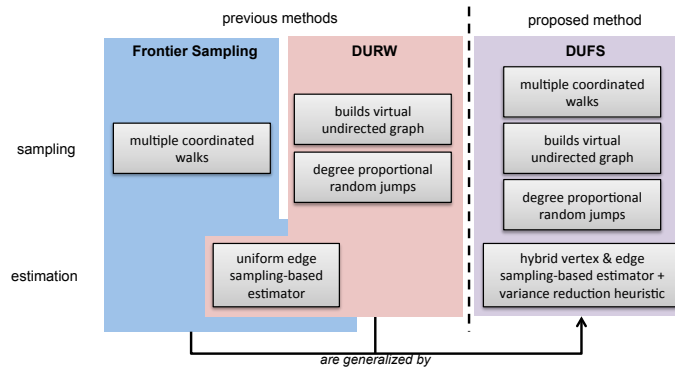 previous methods
proposed method
Frontier Sampling
DURW
DUFS
sampling
multiple coordinated
walks
builds virtual
undirected graph
degree proportional
random jumps
multiple coordinated
walks
builds virtual
undirected graph
degree proportional
random jumps
estimation
uniform edge
sampling-based
estimator
hybrid vertex & edge
sampling-based estimator +
variance reduction heuristic
are generalized by